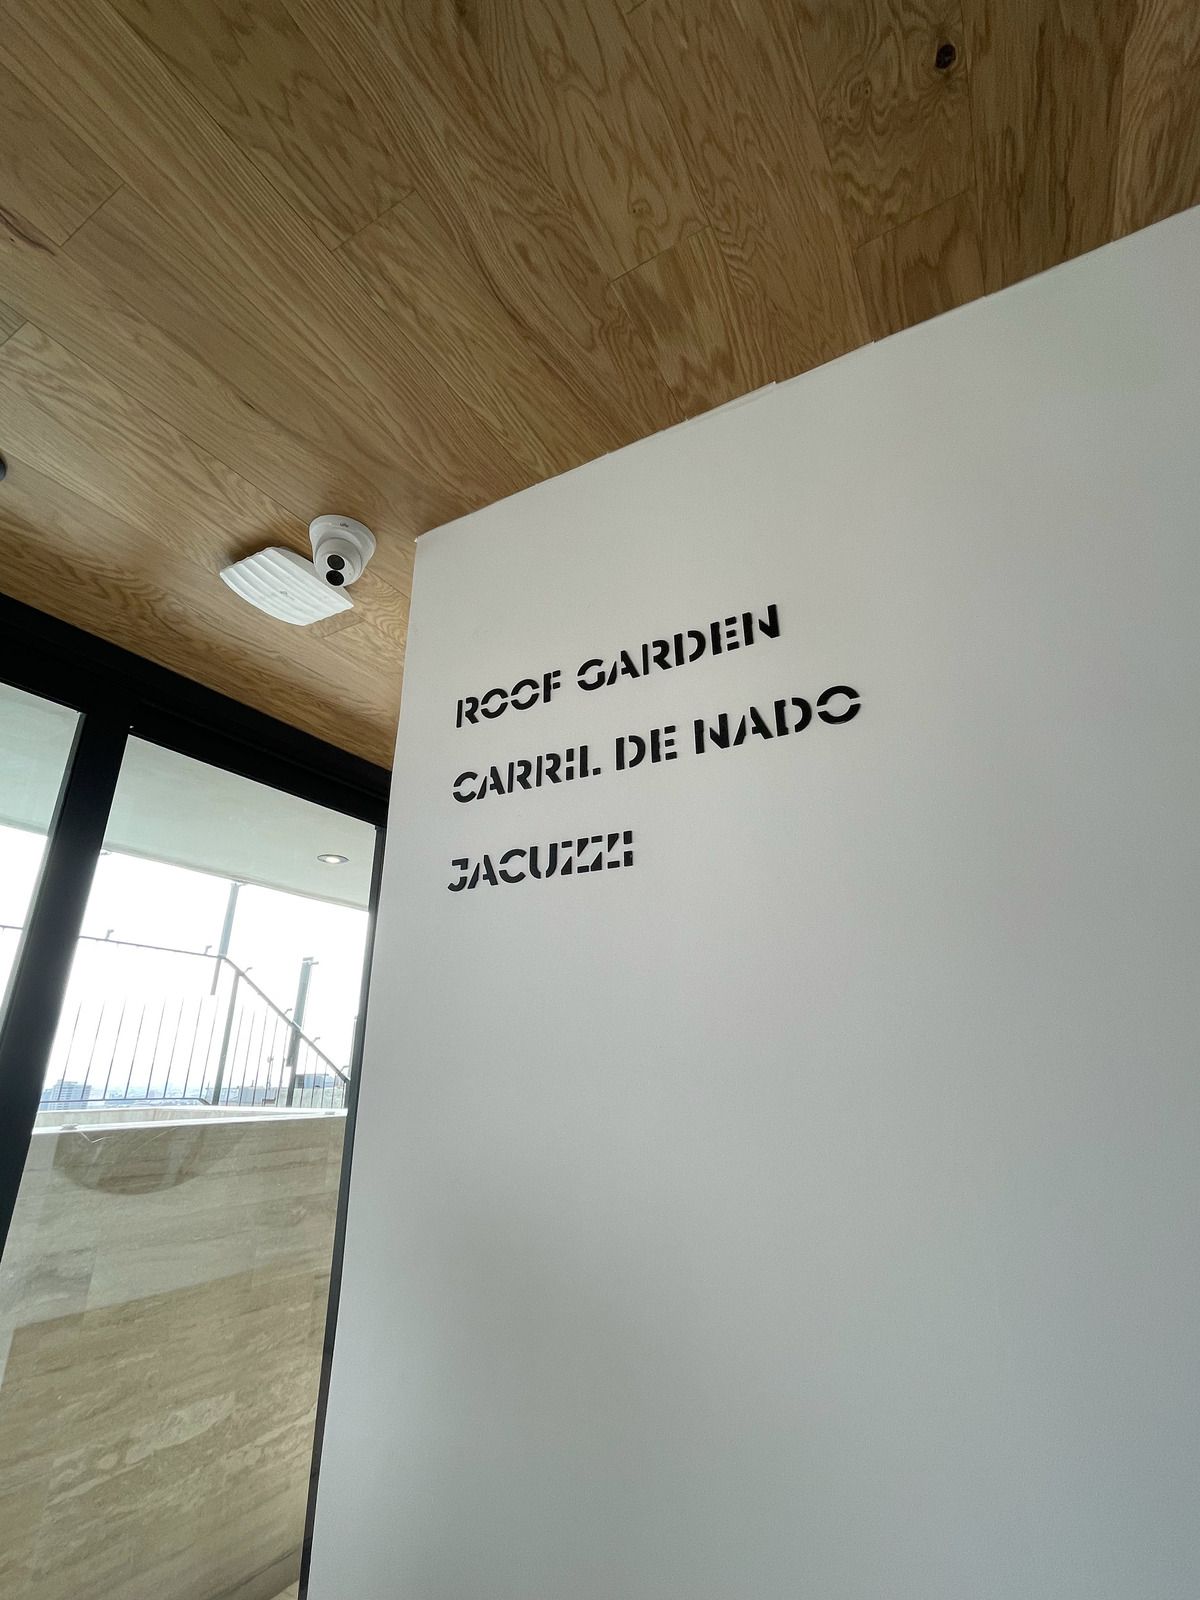 ROOF GARDEN
CARRIL DE NADO
JACUZZI